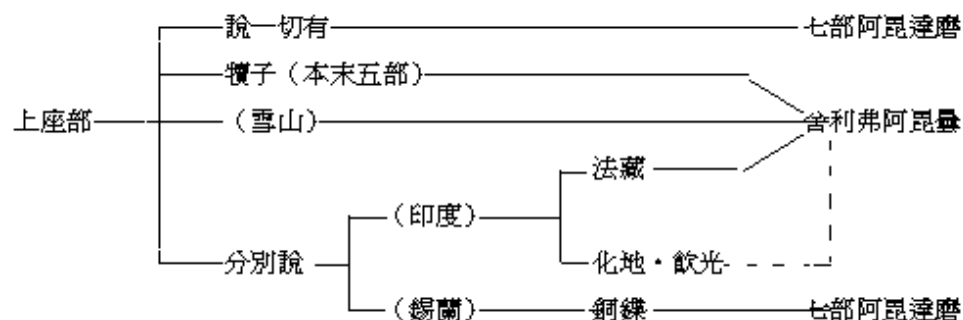 說一切有 七部阿毘達磨
犢子（本末五部）
上座部 （雪山） 舍利弗阿毘曇
法藏
（印度）
分別說 化地・飲光
（錫蘭） 銅鍱 七部阿毘達磨